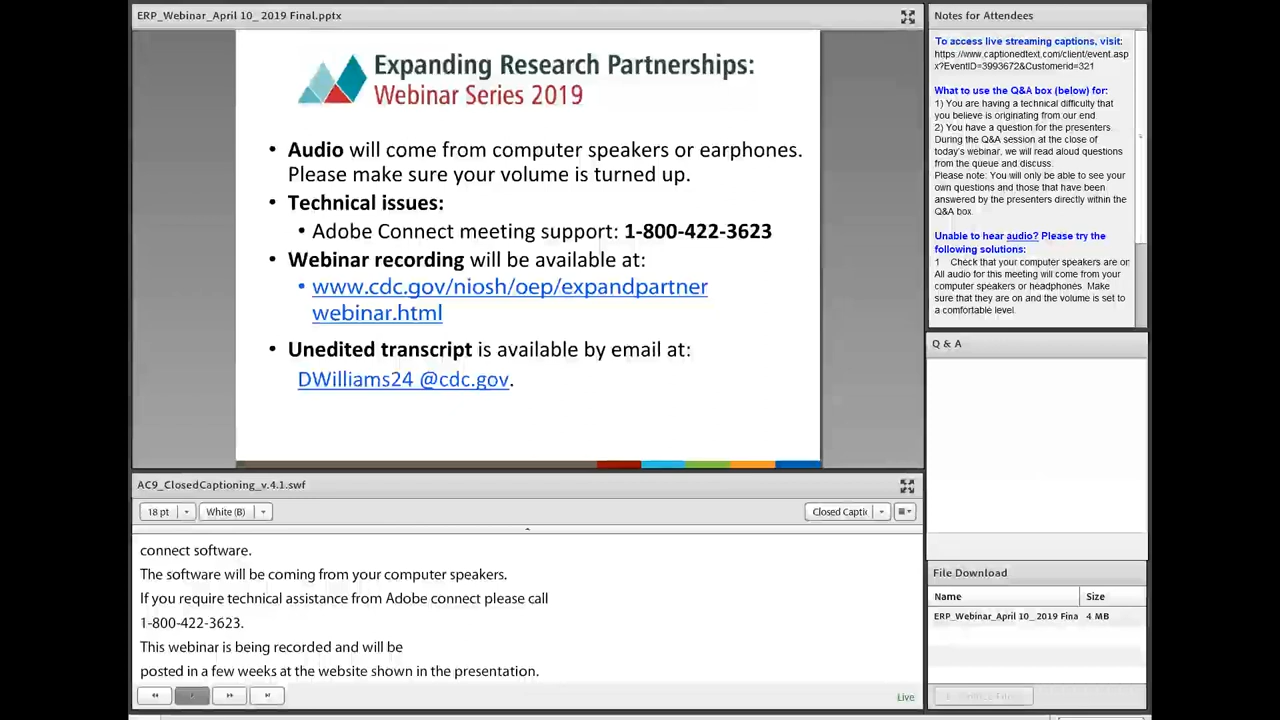 ERP_Webinar_April 10_ 2019 Final.pptx
Expanding Research Partnerships:
Webinar Series 2019
• Audio will come from computer speakers or earphones.
Please make sure your volume is turned up.
• Technical issues:
• Adobe Connect meeting support: 1-800-422-3623
• Webinar recording will be available at:
• www.cdc.gov/niosh/oep/expandpartner
webinar.html
• Unedited transcript is available by email at:
DWilliams24 @cdc.gov.
AC9_ClosedCaptioning_v.4.1.swf
18 pt
White (B)
Closed Capti
connect software.
The software will be coming from your computer speakers.
If you require technical assistance from Adobe connect please call
1-800-422-3623.
This webinar is being recorded and will be
posted in a few weeks at the website shown in the presentation.
Live
Notes for Attendees
To access live streaming captions, visit:
https://www.captionedtext.com/client/event.asp
x?EventID=3993672&Customerid=321
What to use the Q&A box (below) for:
1) You are having a technical difficulty that
you believe is originating from our end
2) You have a question for the presenters.
During the Q&A session at the close of
today's webinar, we will read aloud questions
from the queue and discuss.
Please note: You will only be able to see your
own questions and those that have been
answered by the presenters directly within the
Q&A box.
Unable to hear audio? Please try the
following solutions:
1 Check that your computer speakers are on
All audio for this meeting will come from your
computer speakers or headphones. Make
sure that they are on and the volume is set to
a comfortable level.
Q & A
File Download
Name Size
ERP_Webinar_April 10_ 2019 Fina 4 MB